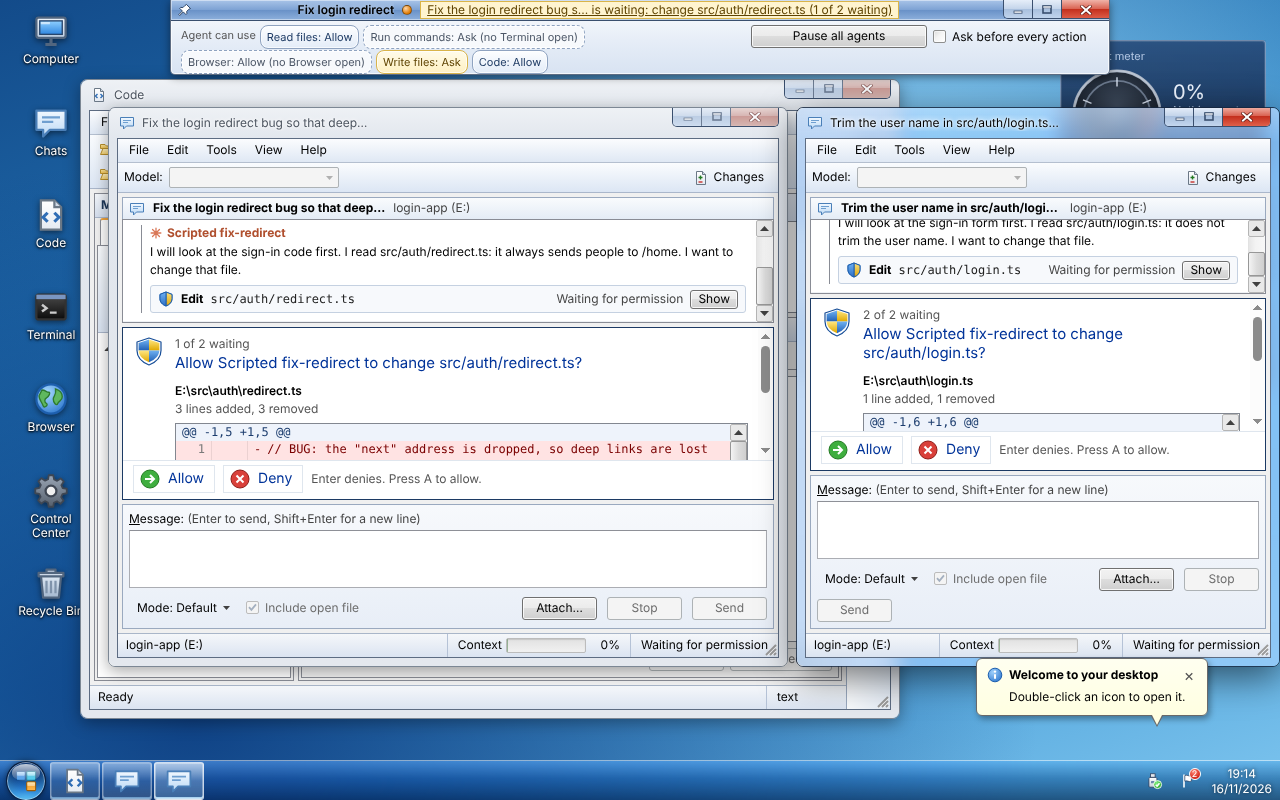 Fix login redirect
Fix the login redirect bug s... is waiting: change src/auth/redirect.ts (1 of 2 waiting)
Agent can use
Read files: Allow
Run commands: Ask (no Terminal open)
Browser: Allow (no Browser open)
Write files: Ask
Code: Allow
Pause all agents
Ask before every action
Computer
Chats
Code
Terminal
Browser
Control
Center
Recycle Bin
meter
0%
Code
Fix the login redirect bug so that deep...
File Edit Tools View Help
Model:
Changes
Fix the login redirect bug so that deep... login-app (E:)
Scripted fix-redirect
I will look at the sign-in code first. I read src/auth/redirect.ts: it always sends people to /home. I want to
change that file.
Edit src/auth/redirect.ts Waiting for permission Show
1 of 2 waiting
Allow Scripted fix-redirect to change src/auth/redirect.ts?
E:\src\auth\redirect.ts
3 lines added, 3 removed
@@ -1,5 +1,5 @@
1 - // BUG: the "next" address is dropped, so deep links are lost
Allow Deny Enter denies. Press A to allow.
Message: (Enter to send, Shift+Enter for a new line)
Mode: Default Include open file Attach... Stop Send
login-app (E:) Context 0% Waiting for permission
Ready text
Trim the user name in src/auth/login.ts...
File Edit Tools View Help
Model:
Changes
Trim the user name in src/auth/logi... login-app (E:)
I will look at the sign-in form first. I read src/auth/login.ts: it does not
trim the user name. I want to change that file.
Edit src/auth/login.ts Waiting for permission Show
2 of 2 waiting
Allow Scripted fix-redirect to change
src/auth/login.ts?
E:\src\auth\login.ts
1 line added, 1 removed
@@ -1,6 +1,6 @@
Allow Deny Enter denies. Press A to allow.
Message: (Enter to send, Shift+Enter for a new line)
Mode: Default Include open file Attach... Stop
Send
login-app (E:) Context 0% Waiting for permission
Welcome to your desktop
Double-click an icon to open it.
2
19:14
16/11/2026